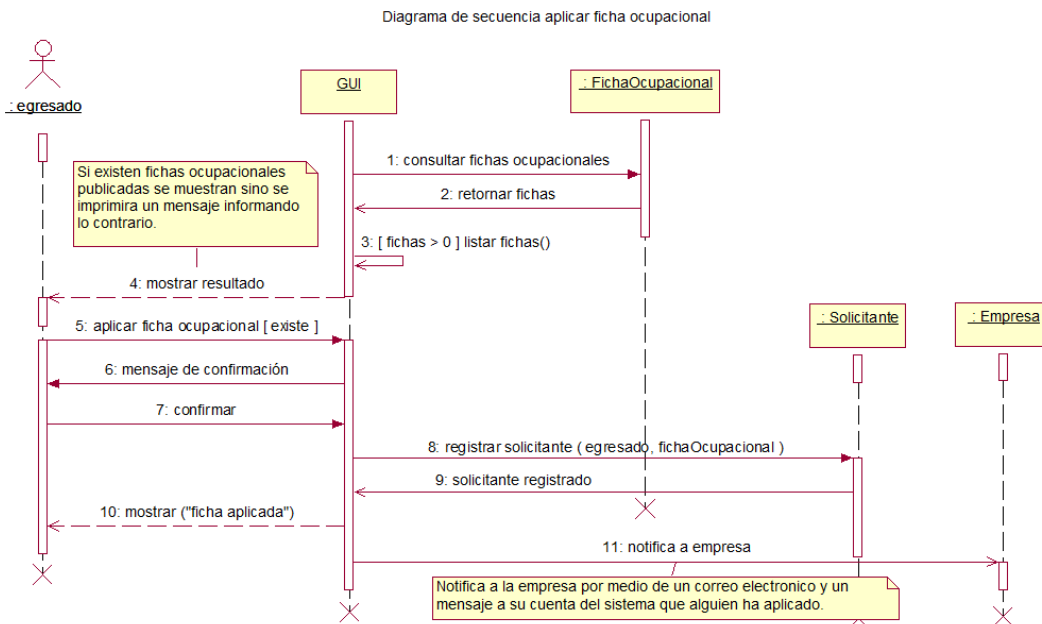 Diagrama de secuencia aplicar ficha ocupacional
: egresado
GUI
: FichaOcupacional
1: consultar fichas ocupacionales
Si existen fichas ocupacionales
publicadas se muestran sino se
imprimira un mensaje informando
lo contrario.
2: retornar fichas
3: [ fichas > 0 ] listar fichas()
4: mostrar resultado
: Solicitante
: Empresa
5: aplicar ficha ocupacional [ existe ]
6: mensaje de confirmación
7: confirmar
8: registrar solicitante ( egresado, fichaOcupacional )
9: solicitante registrado
10: mostrar ("ficha aplicada")
11: notifica a empresa
Notifica a la empresa por medio de un correo electronico y un
mensaje a su cuenta del sistema que alguien ha aplicado.